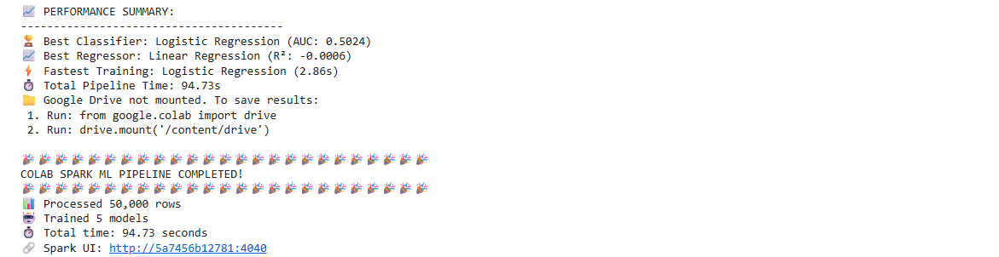 📈 PERFORMANCE SUMMARY:
----------------------------------------
🏆 Best Classifier: Logistic Regression (AUC: 0.5024)
📈 Best Regressor: Linear Regression (R²: -0.0006)
⚡ Fastest Training: Logistic Regression (2.86s)
⏱️ Total Pipeline Time: 94.73s
📁 Google Drive not mounted. To save results:
1. Run: from google.colab import drive
2. Run: drive.mount('/content/drive')
🎉🎉🎉🎉🎉🎉🎉🎉🎉🎉🎉🎉🎉🎉🎉🎉🎉🎉🎉🎉🎉🎉🎉🎉🎉
COLAB SPARK ML PIPELINE COMPLETED!
🎉🎉🎉🎉🎉🎉🎉🎉🎉🎉🎉🎉🎉🎉🎉🎉🎉🎉🎉🎉🎉🎉🎉🎉🎉
📊 Processed 50,000 rows
🤖 Trained 5 models
⏱️ Total time: 94.73 seconds
🔗 Spark UI: http://5a7456b12781:4040